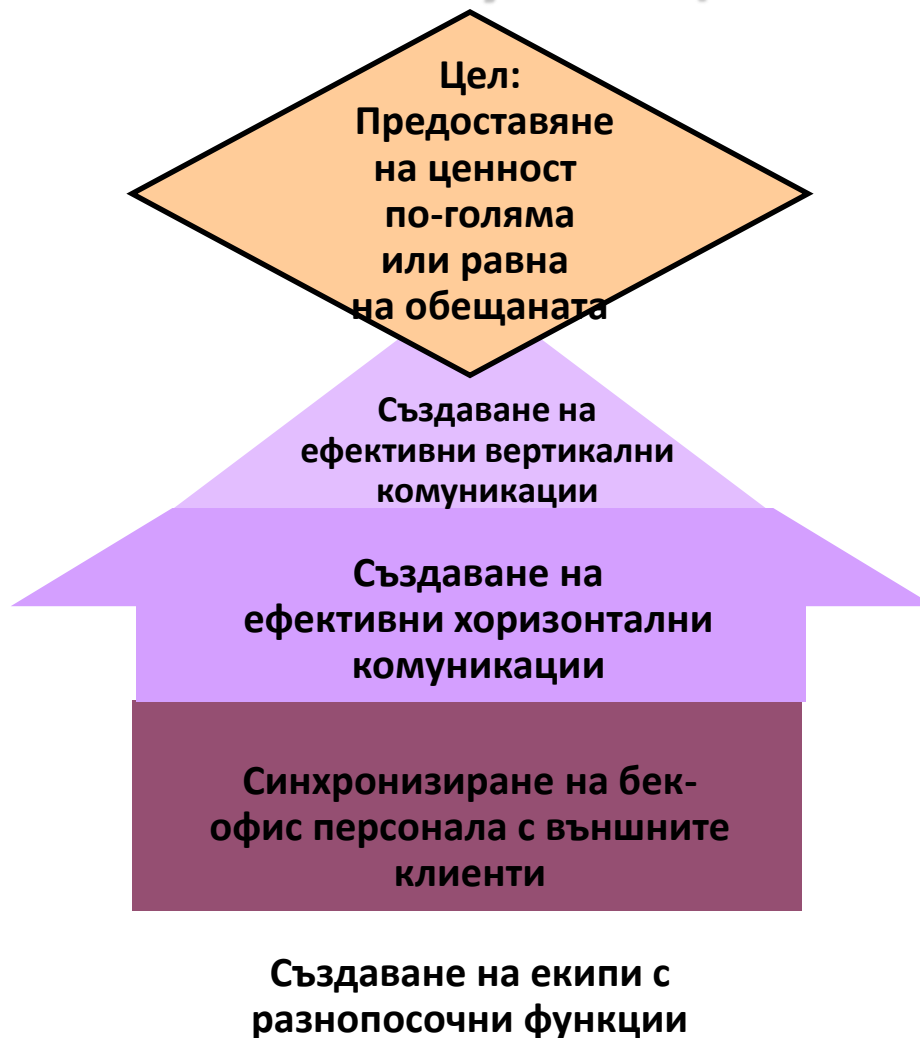 Цел:
Предоставяне
на ценност
по-голяма
или равна
на обещаната
Създаване на
ефективни вертикални
комуникации
Създаване на
ефективни хоризонтални
комуникации
Синхронизиране на бек-
офис персонала с външните
клиенти
Създаване на екипи с
разнопосочни функции